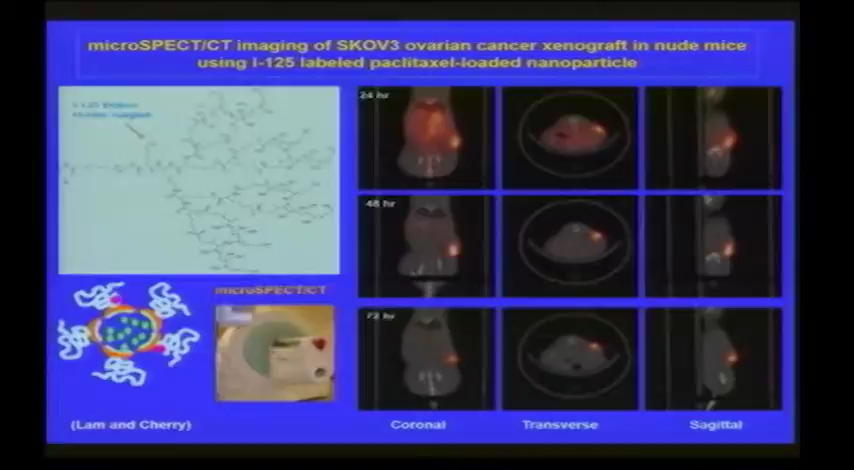 microSPECT/CT imaging of SKOV3 ovarian cancer xenograft in nude mice
using I-125 labeled paclitaxel-loaded nanoparticle
24 hr
48 hr
72 hr
microSPECT/CT
(Lam and Cherry)
Coronal
Transverse
Sagittal